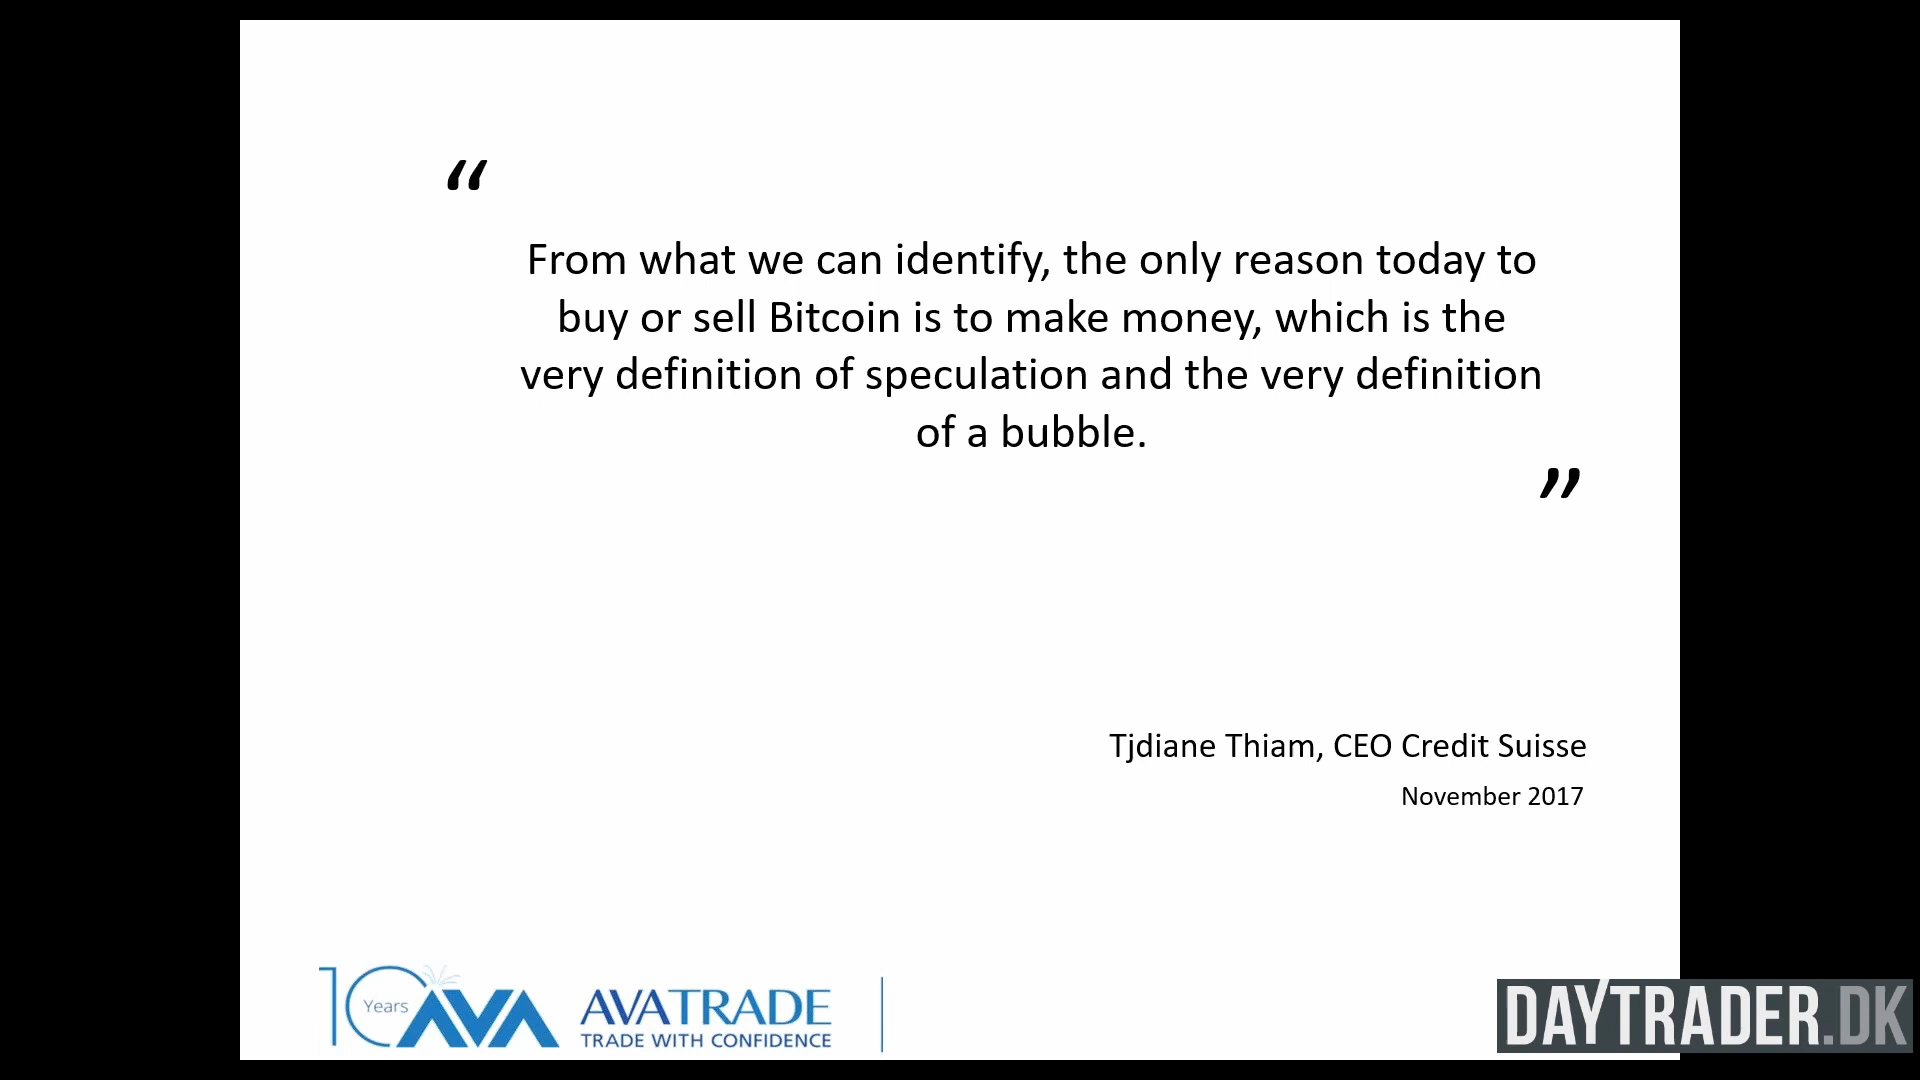 “
From what we can identify, the only reason today to
buy or sell Bitcoin is to make money, which is the
very definition of speculation and the very definition
of a bubble.
”
Tjdiane Thiam, CEO Credit Suisse
November 2017
10 Years AVA
AVATRADE
TRADE WITH CONFIDENCE
DAYTRADER.DK